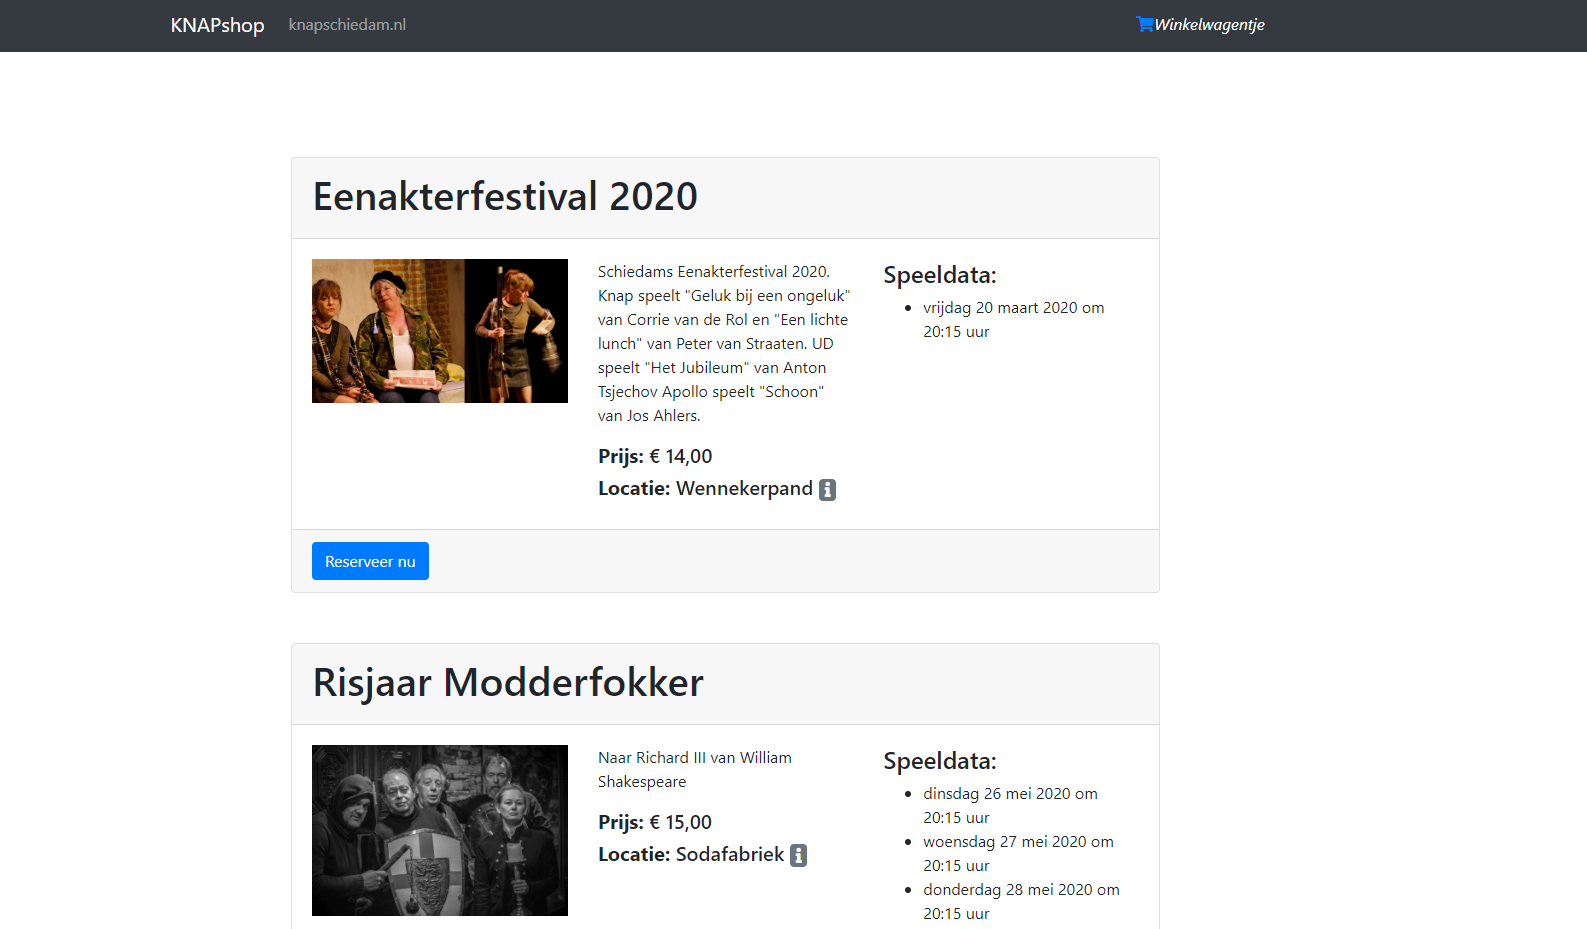 KNAPshop knapschiedam.nl Winkelwagentje
Eenakterfestival 2020
Schiedams Eenakterfestival 2020.
Knap speelt "Geluk bij een ongeluk"
van Corrie van de Rol en "Een lichte
lunch" van Peter van Straaten. UD
speelt "Het Jubileum" van Anton
Tsjechov Apollo speelt "Schoon"
van Jos Ahlers.
Prijs: € 14,00
Locatie: Wennekerpand
Speeldata:
vrijdag 20 maart 2020 om
20:15 uur
Reserveer nu
Risjaar Modderfokker
Naar Richard III van William
Shakespeare
Prijs: € 15,00
Locatie: Sodafabriek
Speeldata:
dinsdag 26 mei 2020 om
20:15 uur
woensdag 27 mei 2020 om
20:15 uur
donderdag 28 mei 2020 om
20:15 uur